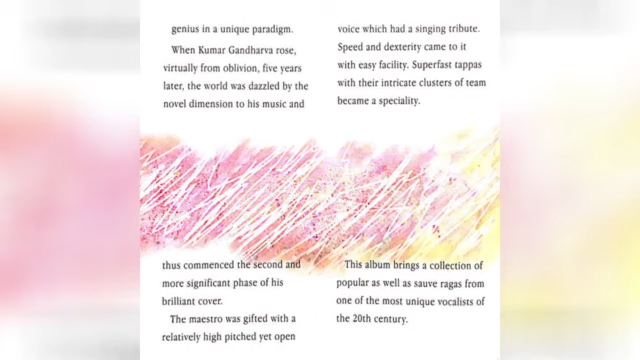 genius in a unique paradigm.
When Kumar Gandharva rose,
virtually from oblivion, five years
later, the world was dazzled by the
novel dimension to his music and
thus commenced the second and
more significant phase of his
brilliant cover.
The maestro was gifted with a
relatively high pitched yet open
voice which had a singing tribute.
Speed and dexterity came to it
with easy facility. Superfast tappas
with their intricate clusters of team
became a speciality.
This album brings a collection of
popular as well as sauve ragas from
one of the most unique vocalists of
the 20th century.